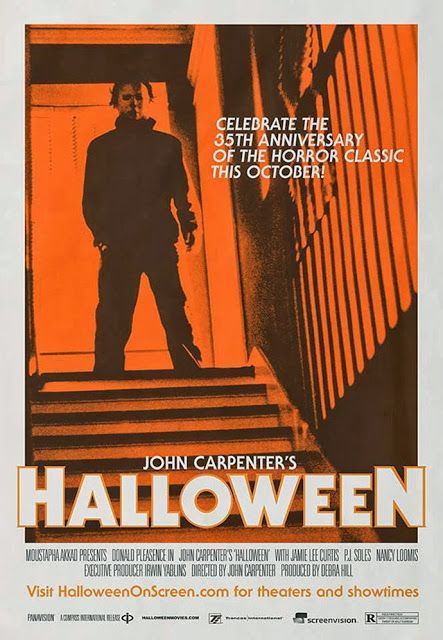 CELEBRATE THE
35TH ANNIVERSARY
OF THE HORROR CLASSIC
THIS OCTOBER!
JOHN CARPENTER'S
HALLOWEEN
MOUSTAPHA AKKAD PRESENTS DONALD PLEASENCE IN JOHN CARPENTER'S 'HALLOWEEN' WITH JAMIE LEE CURTIS P.J. SOLES NANCY LOOMIS
EXECUTIVE PRODUCER IRWIN YABLANS DIRECTED BY JOHN CARPENTER PRODUCED BY DEBRA HILL
Visit HalloweenOnScreen.com for theaters and showtimes
PANAVISION A COMPASS INTERNATIONAL RELEASE HALLOWEENMOVIES.COM Trancas International screenvision. R RESTRICTED